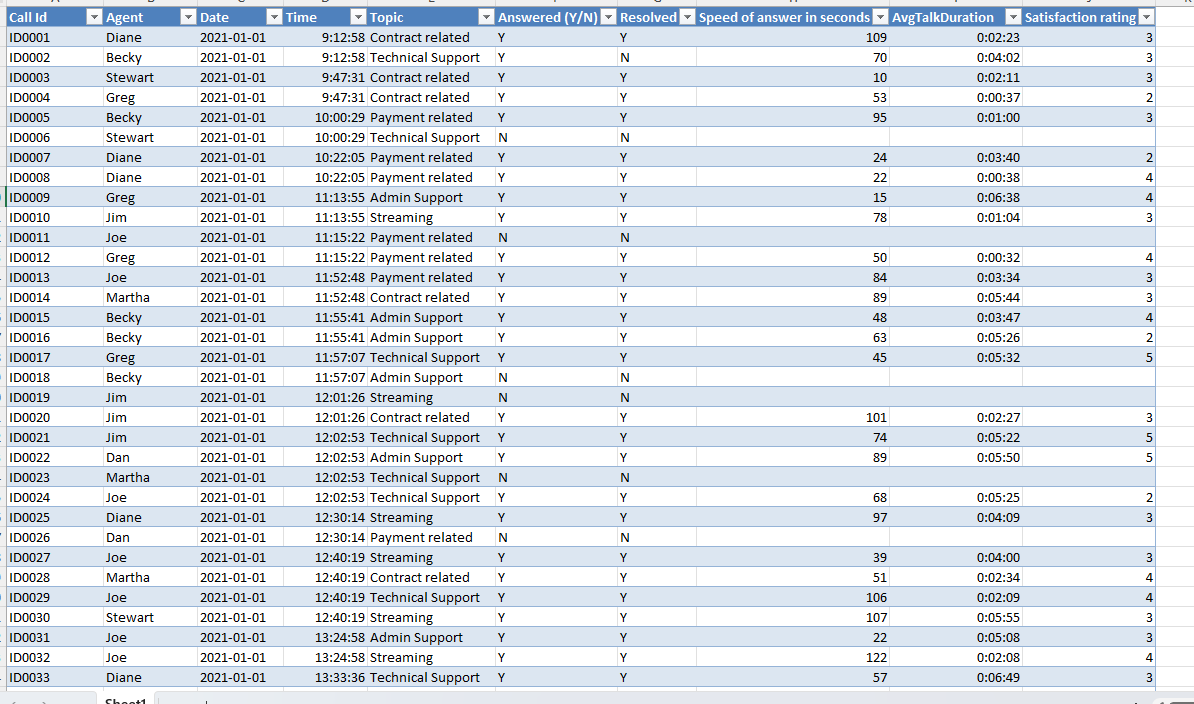 Call Id Agent Date Time Topic Answered (Y/N) Resolved Speed of answer in seconds AvgTalkDuration Satisfaction rating
ID0001 Diane 2021-01-01 9:12:58 Contract related Y Y 109 0:02:23 3
ID0002 Becky 2021-01-01 9:12:58 Technical Support Y N 70 0:04:02 3
ID0003 Stewart 2021-01-01 9:47:31 Contract related Y Y 10 0:02:11 3
ID0004 Greg 2021-01-01 9:47:31 Contract related Y Y 53 0:00:37 2
ID0005 Becky 2021-01-01 10:00:29 Payment related Y Y 95 0:01:00 3
ID0006 Stewart 2021-01-01 10:00:29 Technical Support N N
ID0007 Diane 2021-01-01 10:22:05 Payment related Y Y 24 0:03:40 2
ID0008 Diane 2021-01-01 10:22:05 Payment related Y Y 22 0:00:38 4
ID0009 Greg 2021-01-01 11:13:55 Admin Support Y Y 15 0:06:38 4
ID0010 Jim 2021-01-01 11:13:55 Streaming Y Y 78 0:01:04 3
ID0011 Joe 2021-01-01 11:15:22 Payment related N N
ID0012 Greg 2021-01-01 11:15:22 Payment related Y Y 50 0:00:32 4
ID0013 Joe 2021-01-01 11:52:48 Payment related Y Y 84 0:03:34 3
ID0014 Martha 2021-01-01 11:52:48 Contract related Y Y 89 0:05:44 3
ID0015 Becky 2021-01-01 11:55:41 Admin Support Y Y 48 0:03:47 4
ID0016 Becky 2021-01-01 11:55:41 Admin Support Y Y 63 0:05:26 2
ID0017 Greg 2021-01-01 11:57:07 Technical Support Y Y 45 0:05:32 5
ID0018 Becky 2021-01-01 11:57:07 Admin Support N N
ID0019 Jim 2021-01-01 12:01:26 Streaming N N
ID0020 Jim 2021-01-01 12:01:26 Contract related Y Y 101 0:02:27 3
ID0021 Jim 2021-01-01 12:02:53 Technical Support Y Y 74 0:05:22 5
ID0022 Dan 2021-01-01 12:02:53 Admin Support Y Y 89 0:05:50 5
ID0023 Martha 2021-01-01 12:02:53 Technical Support N N
ID0024 Joe 2021-01-01 12:02:53 Technical Support Y Y 68 0:05:25 2
ID0025 Diane 2021-01-01 12:30:14 Streaming Y Y 97 0:04:09 3
ID0026 Dan 2021-01-01 12:30:14 Payment related N N
ID0027 Joe 2021-01-01 12:40:19 Streaming Y Y 39 0:04:00 3
ID0028 Martha 2021-01-01 12:40:19 Contract related Y Y 51 0:02:34 4
ID0029 Joe 2021-01-01 12:40:19 Technical Support Y Y 106 0:02:09 4
ID0030 Stewart 2021-01-01 12:40:19 Streaming Y Y 107 0:05:55 3
ID0031 Joe 2021-01-01 13:24:58 Admin Support Y Y 22 0:05:08 3
ID0032 Joe 2021-01-01 13:24:58 Streaming Y Y 122 0:02:08 4
ID0033 Diane 2021-01-01 13:33:36 Technical Support Y Y 57 0:06:49 3
Sheet1